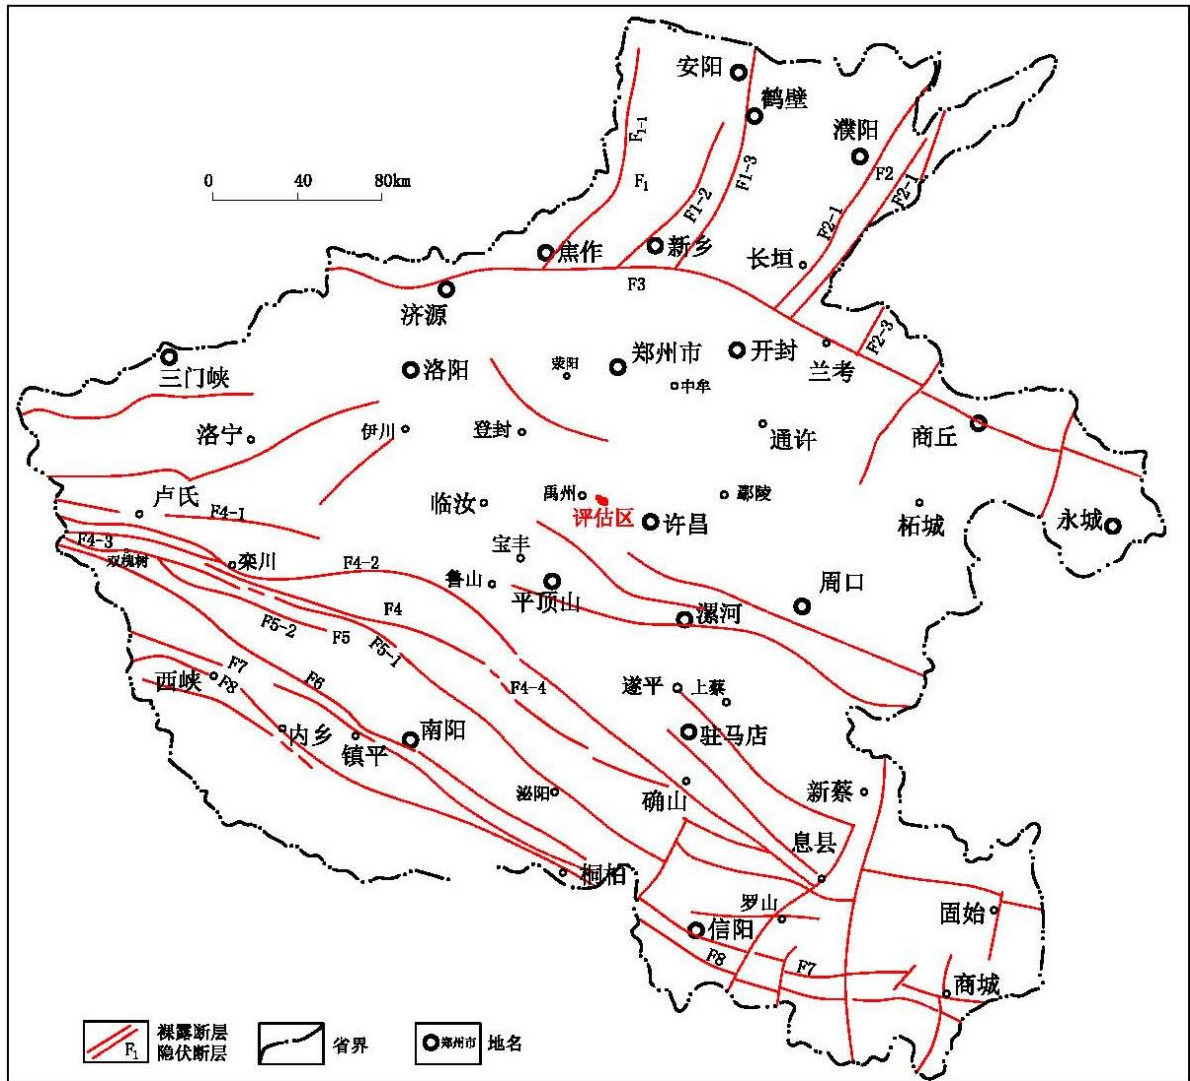 安阳
鹤壁
濮阳
F1-1
F1
F1-2
F1-3
F2
F2-1
F2-1
0 40 80km
焦作
新乡
长垣
F3
济源
F2-3
三门峡
洛阳
荥阳
郑州市
中牟
开封
兰考
洛宁
伊川
登封
通许
商丘
卢氏
F4-1
临汝
禹州
评估区
许昌
鄢陵
柘城
永城
F4-3
双槐树
栾川
F4-2
宝丰
鲁山
平顶山
漯河
周口
F4
F5-2
F5
F5-1
F4-4
F7
F8
西峡
F6
遂平
上蔡
内乡
镇平
南阳
驻马店
泌阳
确山
新蔡
息县
桐柏
罗山
固始
信阳
F8
F7
商城
F1
裸露断层
隐伏断层
省界
郑州市
地名